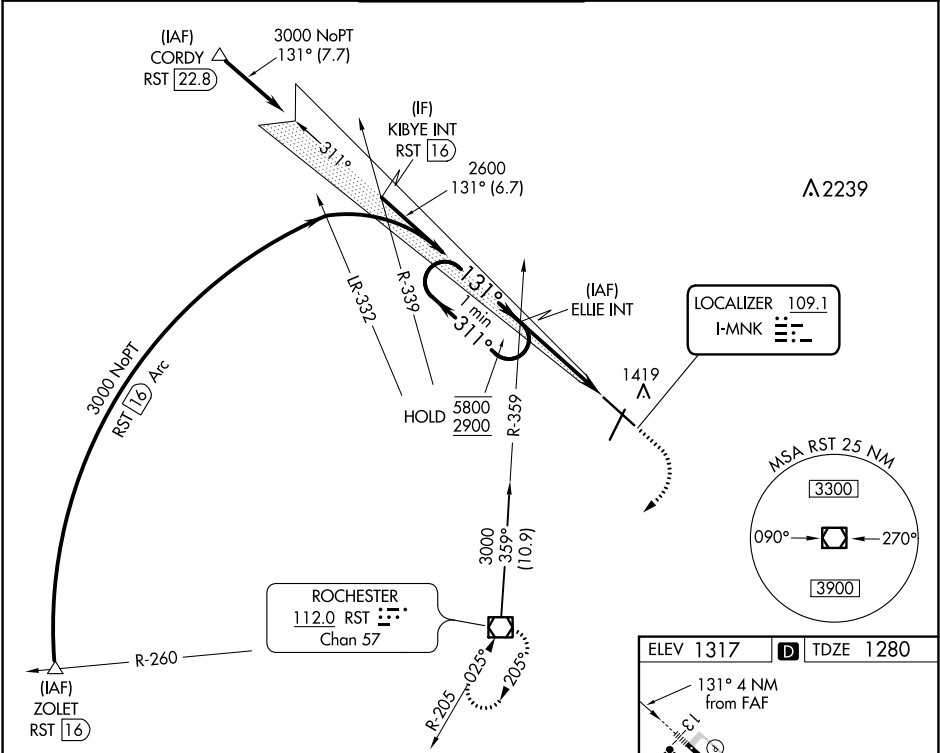 (IAF)
CORDY
RST 22.8
3000 NoPT
131° (7.7)
(IF)
KIBYE INT
RST 16
2600
131° (6.7)
2239
311°
LR-332
R-339
131°
1 min
311°
(IAF)
ELLIE INT
LOCALIZER 109.1
I-MNK
1419
3000 NoPT
RST 16 Arc
HOLD 5800
2900
R-359
MSA RST 25 NM
3300
090°
270°
3900
3000
359°
(10.9)
ROCHESTER
112.0 RST
Chan 57
R-260
(IAF)
ZOLET
RST 16
R-205
025°
205°
ELEV 1317
D
TDZE 1280
131° 4 NM
from FAF
13
P